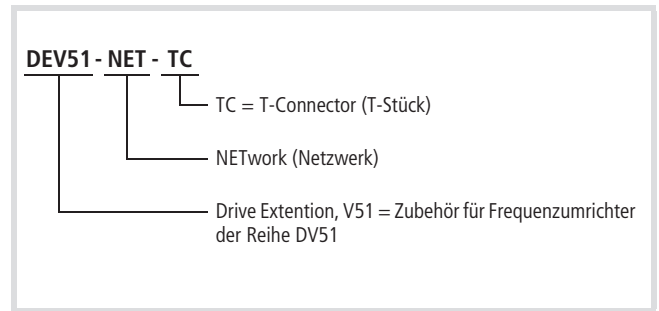 DEV51 - NET - TC
TC = T-Connector (T-Stück)
NETwork (Netzwerk)
Drive Extention, V51 = Zubehör für Frequenzumrichter
der Reihe DV51